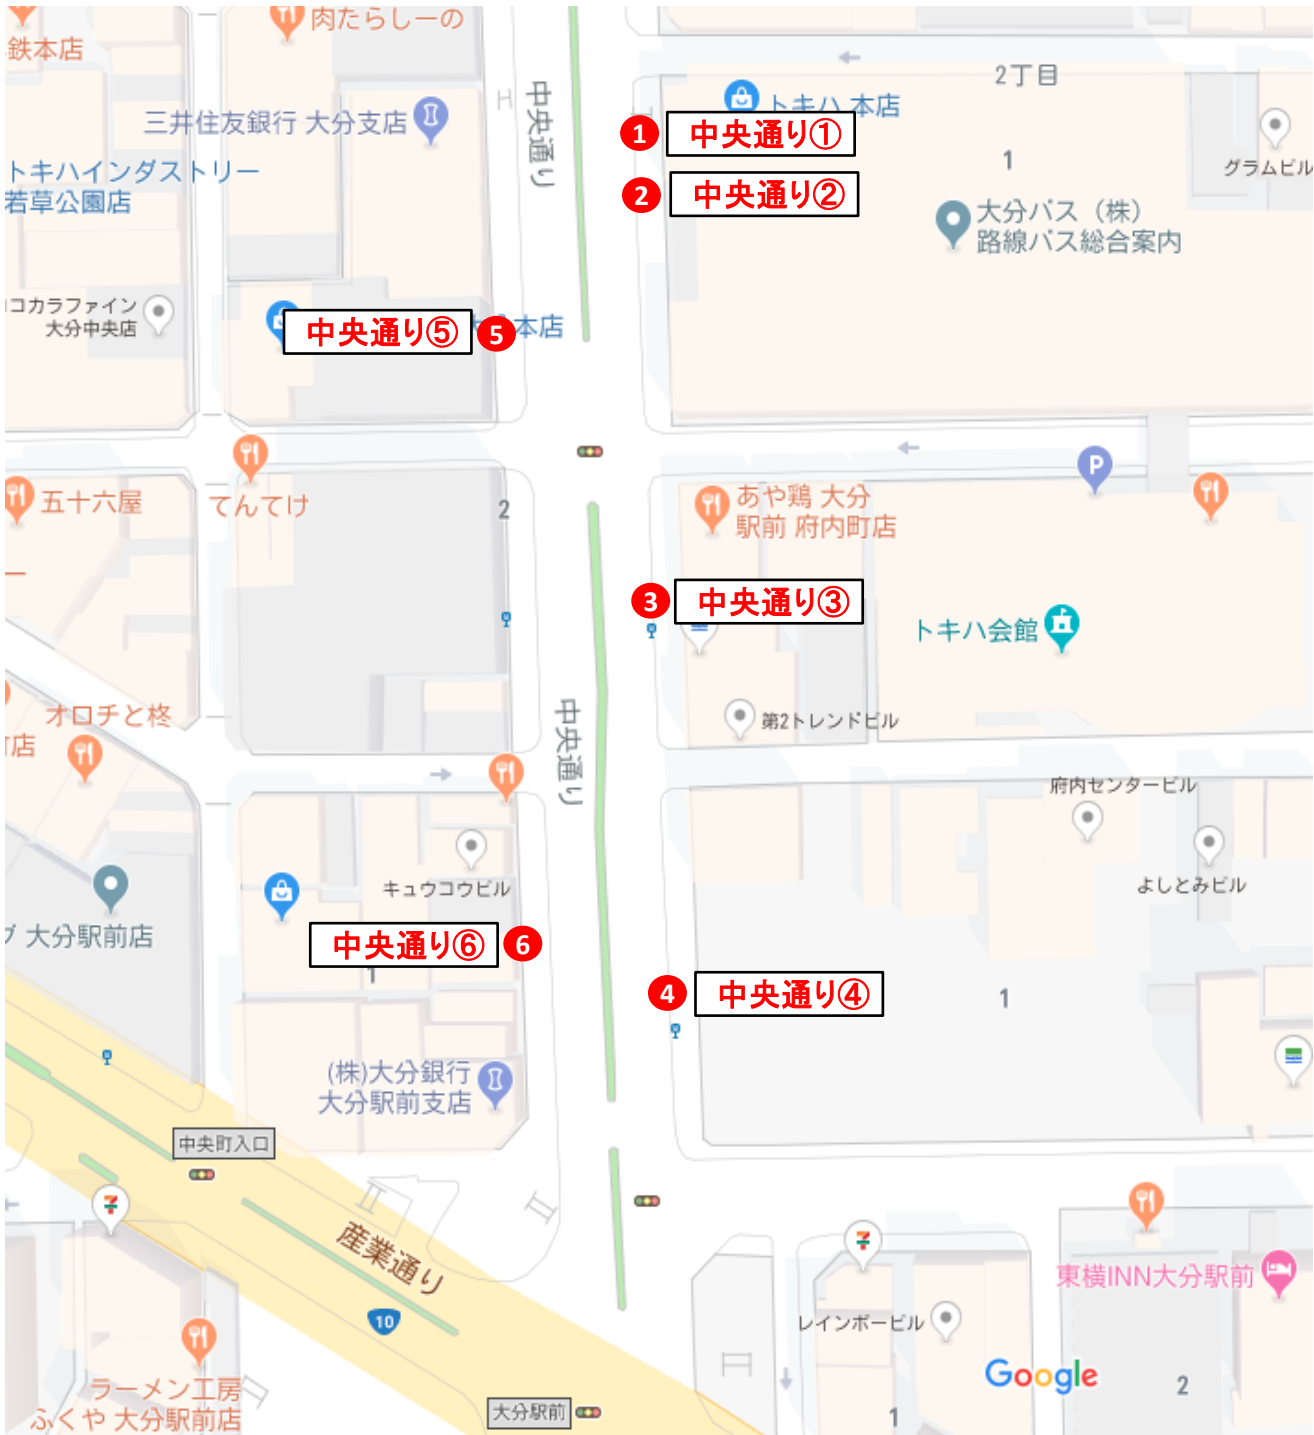 肉たらしーの
鉄本店
2丁目
中央通り
トキハ 本店
三井住友銀行 大分支店
1 中央通り①
1
グラムビル
トキハインダストリー
若草公園店
2 中央通り②
大分バス（株）
路線バス総合案内
ココカラファイン
大分中央店
中央通り⑤ 5
本店
てんてけ
五十六屋
2
あや鶏 大分
駅前 府内町店
P
3 中央通り③
トキハ会館
オロチと柊
店
中央通り
第2トレンドビル
府内センタービル
キュウコウビル
よしとみビル
大分駅前店
中央通り⑥ 6
1
4 中央通り④
1
(株)大分銀行
大分駅前支店
中央町入口
7
産業通り
10
7
東横INN大分駅前
レインボービル
Google
2
ラーメン工房
ふくや 大分駅前店
大分駅前
1